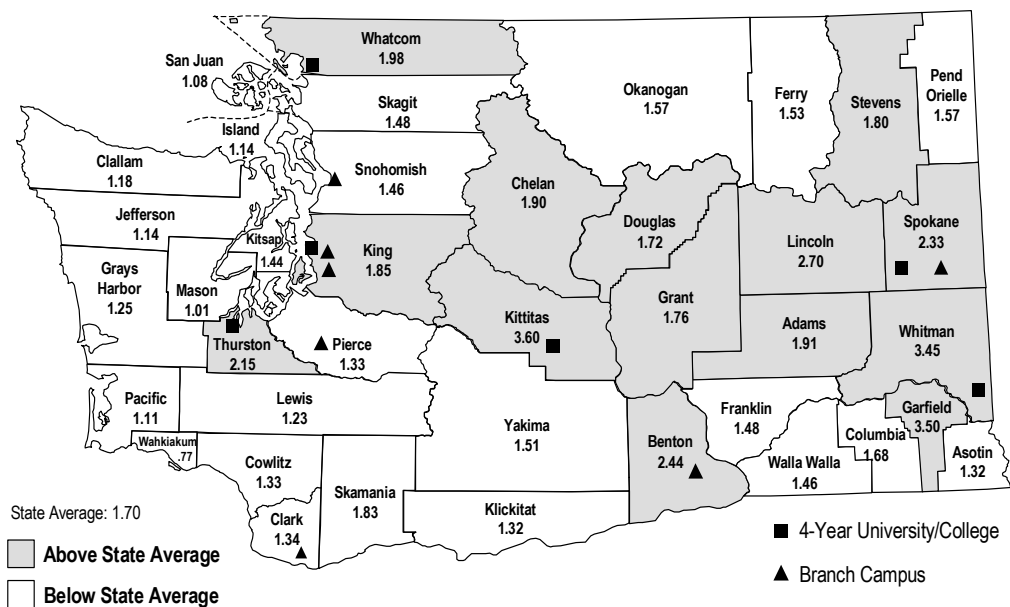 Whatcom
1.98
San Juan
1.08
Skagit
1.48
Island
1.14
Okanogan
1.57
Ferry
1.53
Stevens
1.80
Pend
Orielle
1.57
Clallam
1.18
Snohomish
1.46
Chelan
1.90
Jefferson
1.14
Kitsap
1.44
King
1.85
Douglas
1.72
Lincoln
2.70
Spokane
2.33
Grays
Harbor
1.25
Mason
1.01
Kittitas
3.60
Grant
1.76
Adams
1.91
Whitman
3.45
Thurston
2.15
Pierce
1.33
Pacific
1.11
Lewis
1.23
Yakima
1.51
Benton
2.44
Franklin
1.48
Garfield
3.50
Columbia
1.68
Wahkiakum
.77
Cowlitz
1.33
Walla Walla
1.46
Asotin
1.32
Skamania
1.83
Klickitat
1.32
Clark
1.34
State Average: 1.70
Above State Average
Below State Average
4-Year University/College
Branch Campus